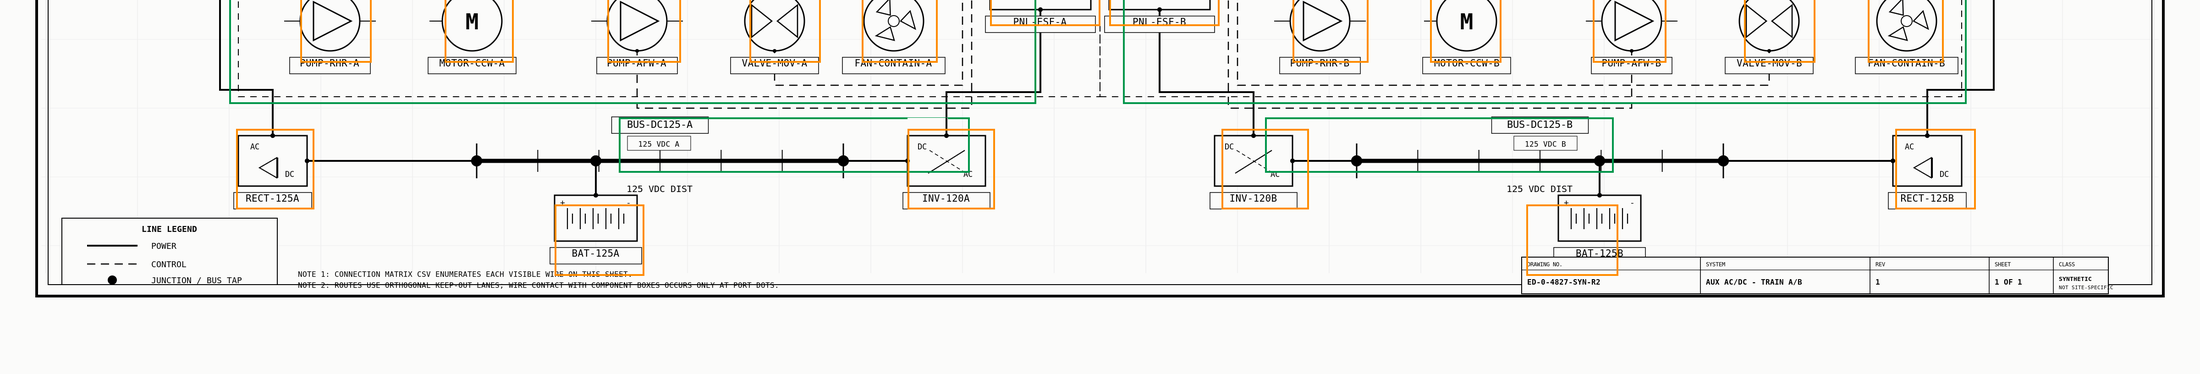 M
M
PNL-ESF-A
PNL-ESF-B
PUMP-RHR-A
MOTOR-CCW-A
PUMP-AFW-A
VALVE-MOV-A
FAN-CONTAIN-A
PUMP-RHR-B
MOTOR-CCW-B
PUMP-AFW-B
VALVE-MOV-B
FAN-CONTAIN-B
BUS-DC125-A
125 VDC A
BUS-DC125-B
125 VDC B
AC
DC
RECT-125A
DC
AC
INV-120A
DC
AC
INV-120B
AC
DC
RECT-125B
125 VDC DIST
+ -
BAT-125A
125 VDC DIST
+ -
BAT-125B
LINE LEGEND
POWER
CONTROL
JUNCTION / BUS TAP
NOTE 1: CONNECTION MATRIX CSV ENUMERATES EACH VISIBLE WIRE ON THIS SHEET.
NOTE 2: ROUTES USE ORTHOGONAL KEEP-OUT LANES, WIRE CONTACT WITH COMPONENT BOXES OCCURS ONLY AT PORT DOTS.
DRAWING NO.
ED-0-4827-SYN-R2
SYSTEM
AUX AC/DC - TRAIN A/B
REV
1
SHEET
1 OF 1
CLASS
SYNTHETIC
NOT SITE-SPECIFIC